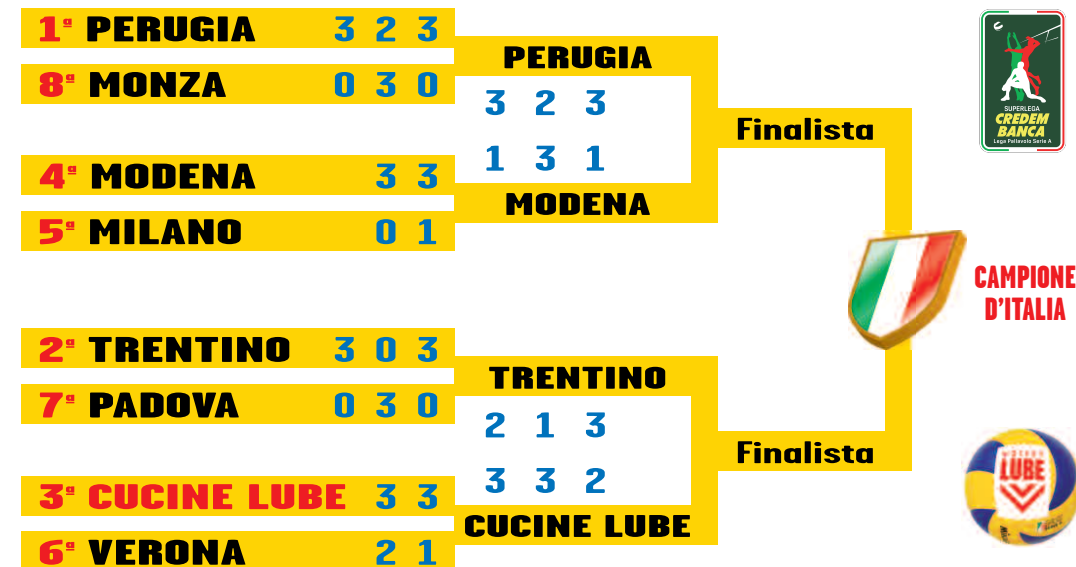 1ª PERUGIA 3 2 3
8ª MONZA 0 3 0
4ª MODENA 3 3
5ª MILANO 0 1
2ª TRENTINO 3 0 3
7ª PADOVA 0 3 0
3ª CUCINE LUBE 3 3
6ª VERONA 2 1
PERUGIA
3 2 3
1 3 1
MODENA
TRENTINO
2 1 3
3 3 2
CUCINE LUBE
Finalista
Finalista
SUPERLEGA
CREDEM
BANCA
Lega Pallavolo Serie A
CAMPIONE
D'ITALIA
LUBE